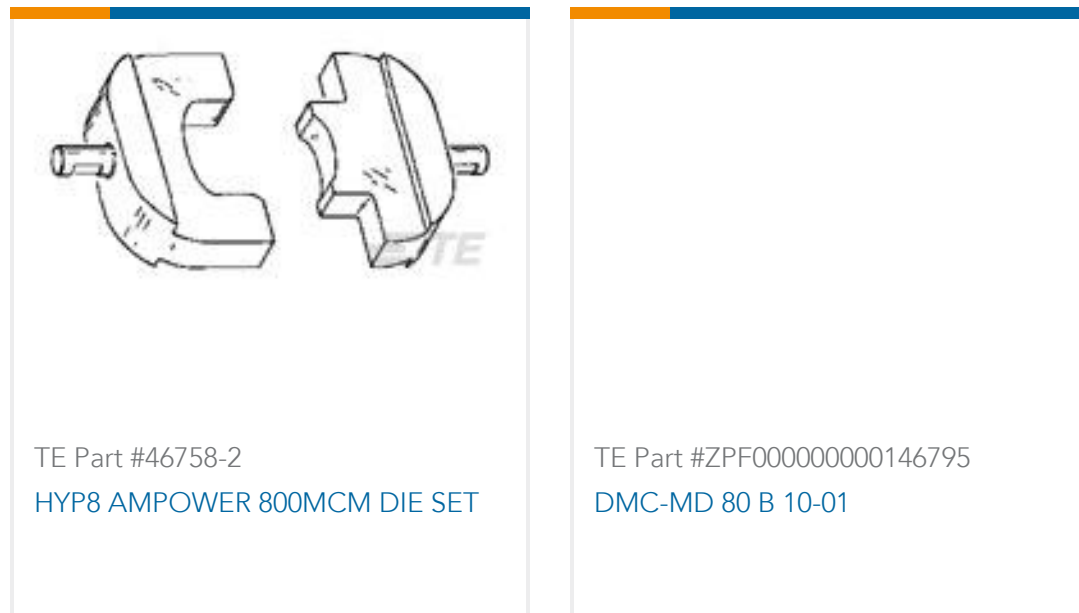 TE
TE Part #46758-2
HYP8 AMPOWER 800MCM DIE SET
TE Part #ZPF000000000146795
DMC-MD 80 B 10-01